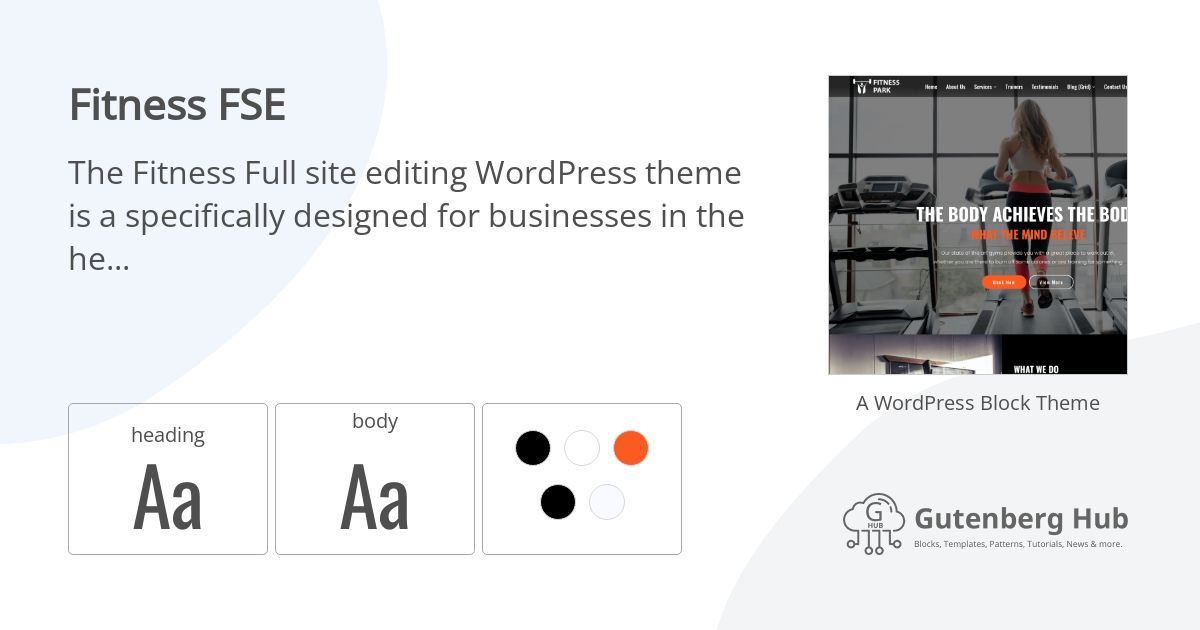 Fitness FSE
The Fitness Full site editing WordPress theme
is a specifically designed for businesses in the
he...
FITNESS
PARK
Home About Us Services Trainers Testimonials Blog (Grid) Contact Us
THE BODY ACHIEVES THE BOD
WHAT THE MIND BELEVE
Our state of the art gyms provide you with a great place to work out in,
whether you are there to burn off some calories or are training for something
Book Now View More
WHAT WE DO
A WordPress Block Theme
heading
Aa
body
Aa
G
HUB
Gutenberg Hub
Blocks, Templates, Patterns, Tutorials, News & more.